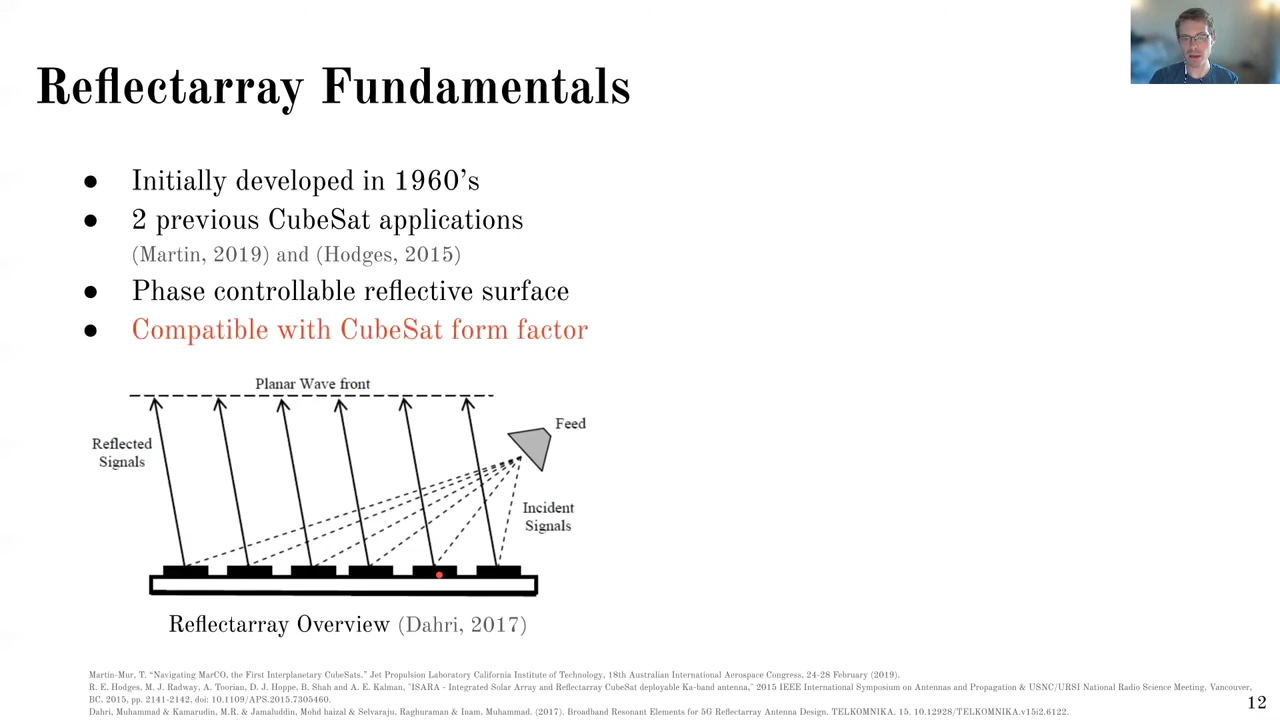 Reflectarray Fundamentals
● Initially developed in 1960's
● 2 previous CubeSat applications
(Martin, 2019) and (Hodges, 2015)
● Phase controllable reflective surface
● Compatible with CubeSat form factor
Planar Wave front
Feed
Reflected
Signals
Incident
Signals
Reflectarray Overview (Dahri, 2017)
Martin-Mur, T. "Navigating MarCO, the First Interplanetary CubeSats." Jet Propulsion Laboratory California Institute of Technology, 18th Australian International Aerospace Congress, 24-28 February (2019).
R. E. Hodges, M. J. Radway, A. Toorian, D. J. Hoppe, B. Shah and A. E. Kalman, "ISARA - Integrated Solar Array and Reflectarray CubeSat deployable Ka-band antenna," 2015 IEEE International Symposium on Antennas and Propagation & USNC/URSI National Radio Science Meeting, Vancouver,
BC, 2015, pp. 2141-2142, doi: 10.1109/APS.2015.7305460.
Dahri, Muhammad & Kamarudin, M.R. & Jamaluddin, Mohd haizal & Selvaraju, Raghuraman & Inam, Muhammad. (2017). Broadband Resonant Elements for 5G Reflectarray Antenna Design. TELKOMNIKA. 15. 10.12928/TELKOMNIKA.v15i2.6122.
12